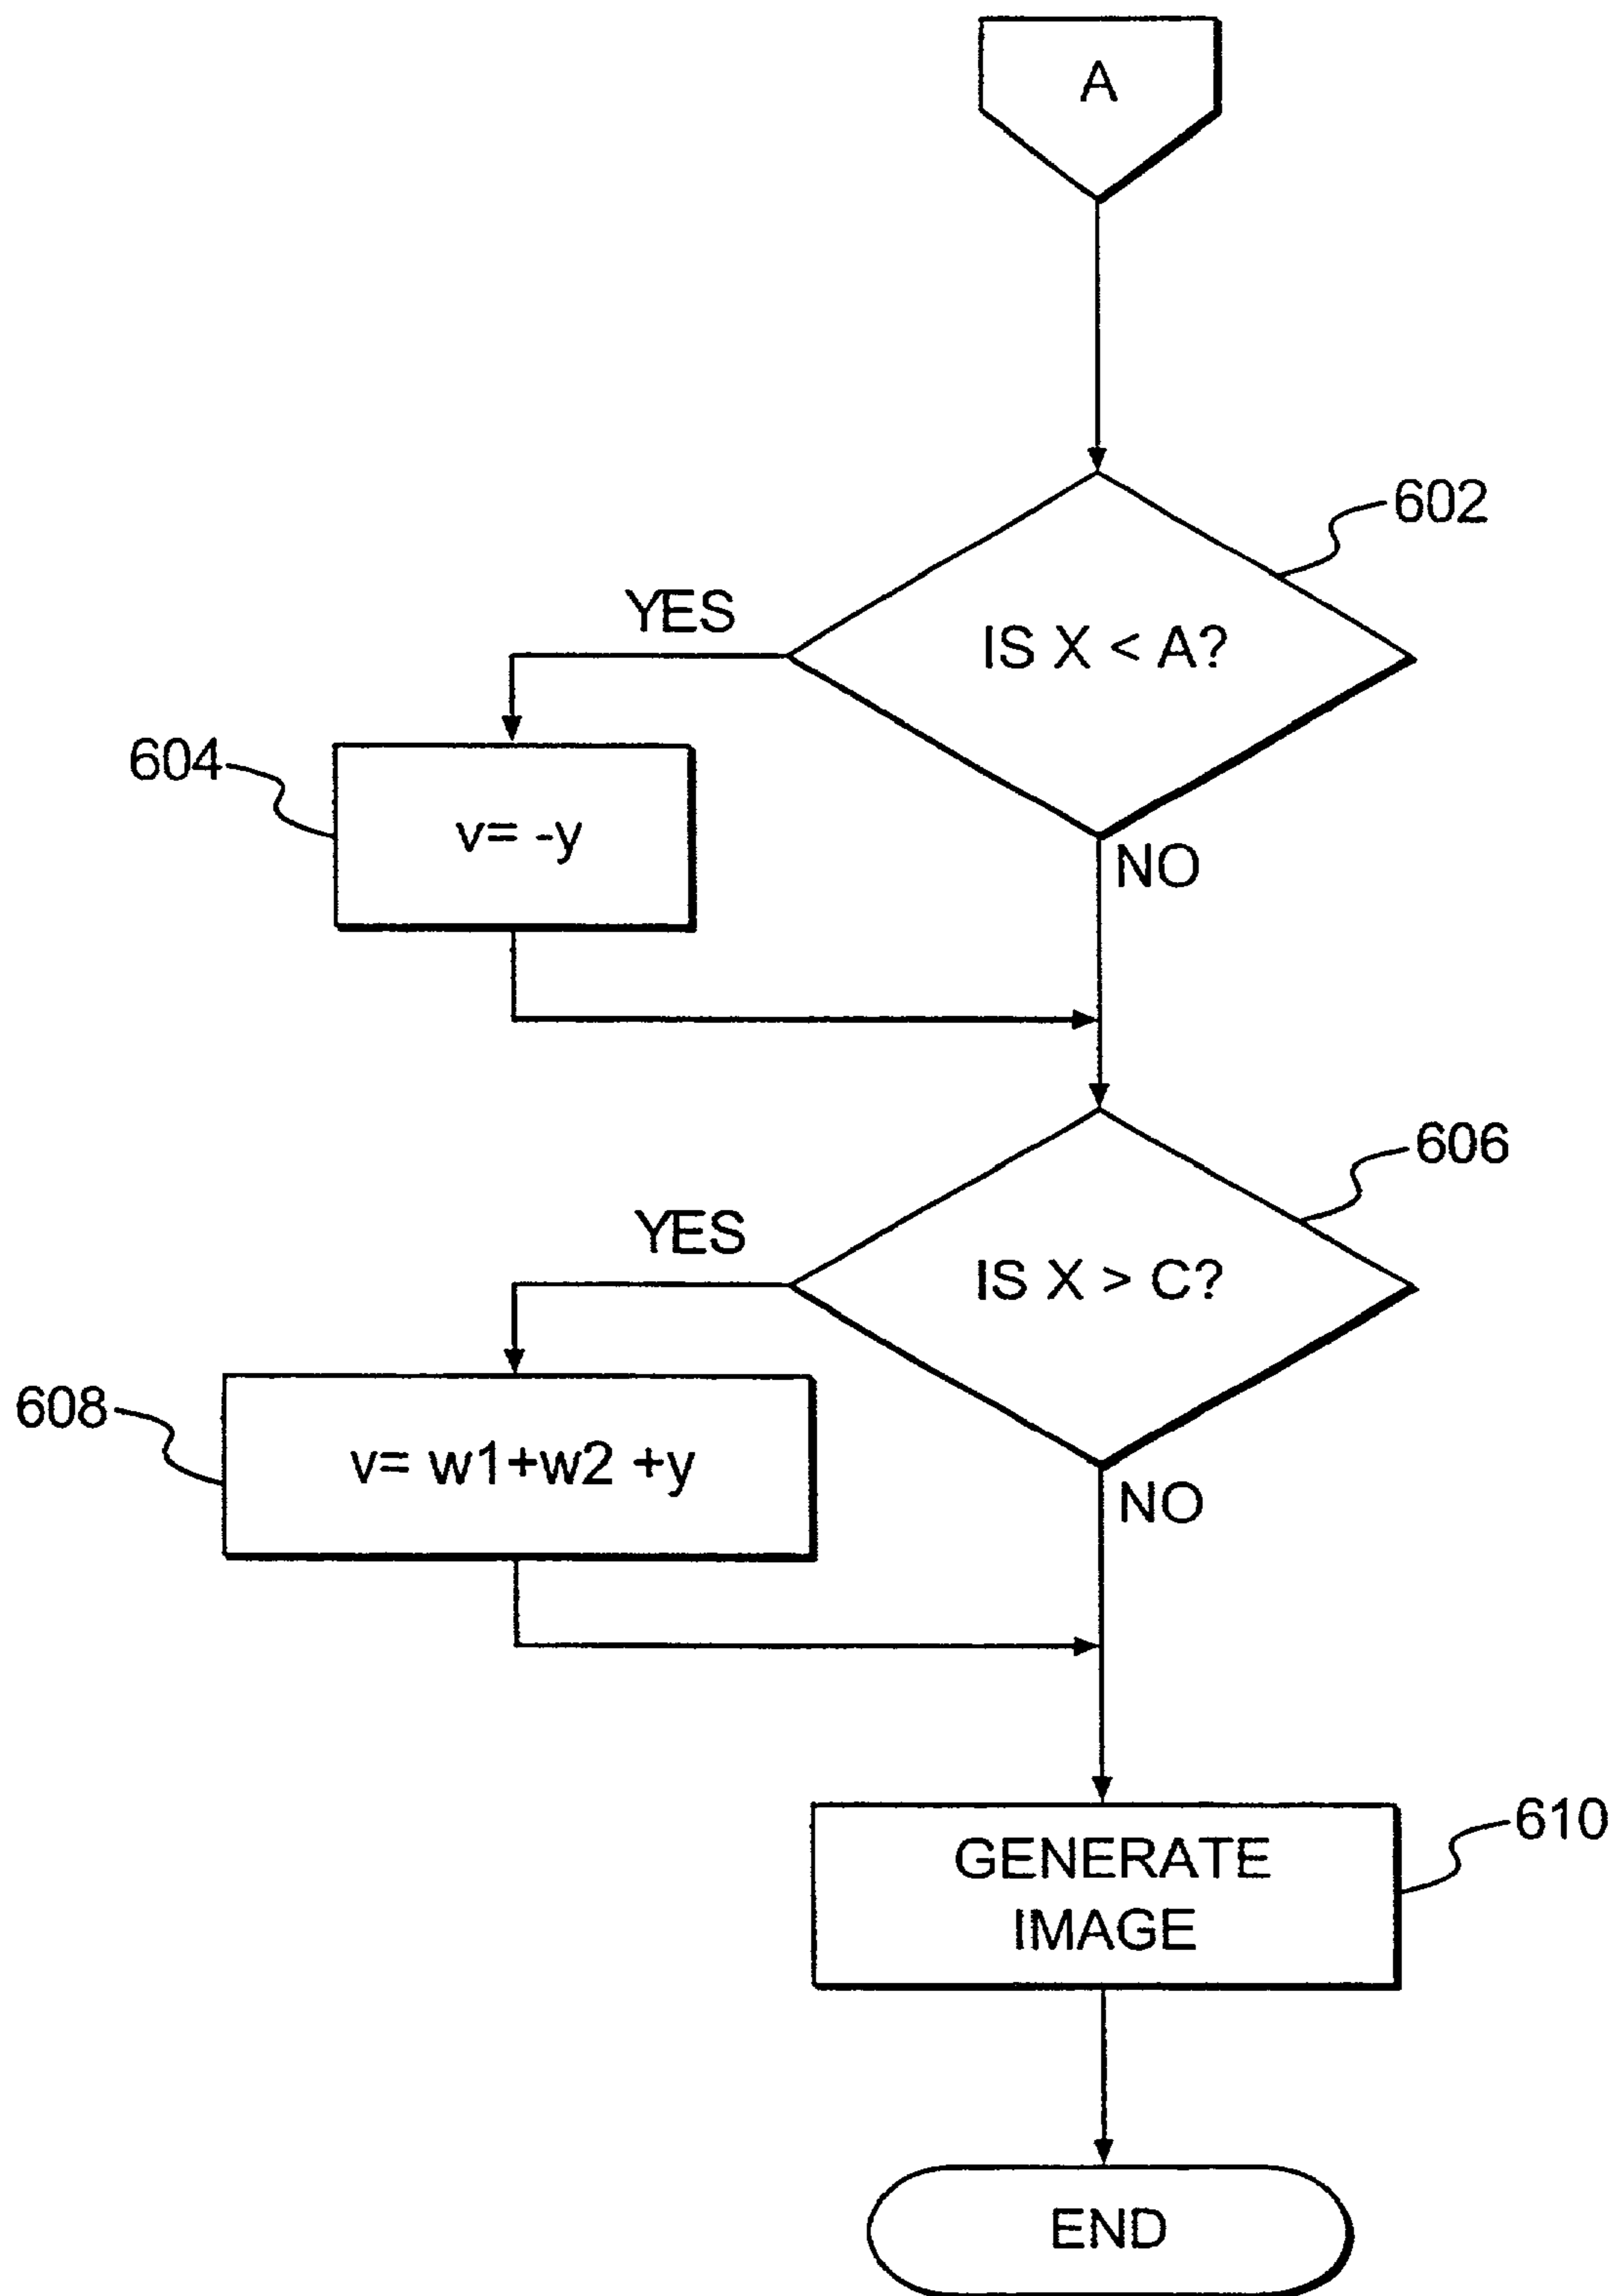 A
602
YES
IS X < A?
604
v= -y
NO
606
YES
IS X > C?
608
v= w1+w2 +y
NO
610
GENERATE
IMAGE
END